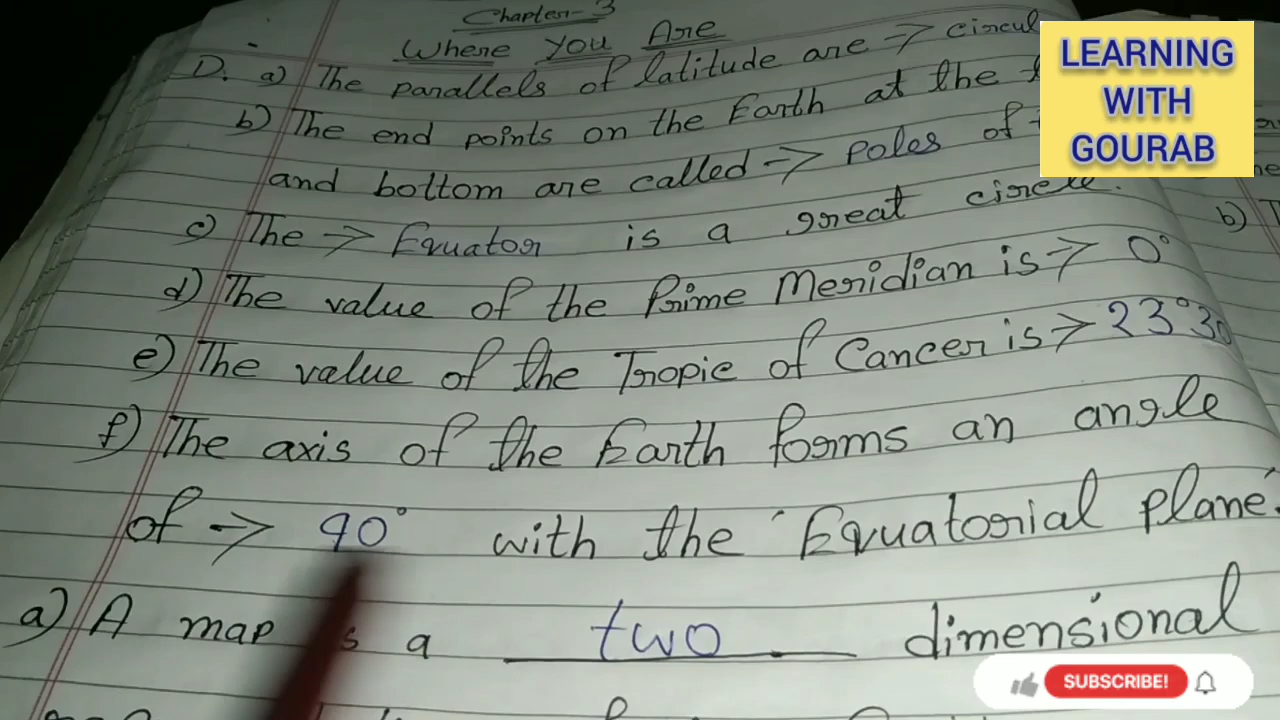 Chapter-3
Where You Are
D. a) The parallels of latitude are → circul
b) The end points on the Earth at the
and bottom are called → poles of
c) The → Equator is a great circle.
d) The value of the Prime Meridian is → 0°
e) The value of the Tropic of Cancer is → 23°30
f) The axis of the Earth forms an angle
of → 90° with the Equatorial plane.
a) A map is a two dimensional
b)
LEARNING
WITH
GOURAB
SUBSCRIBE!